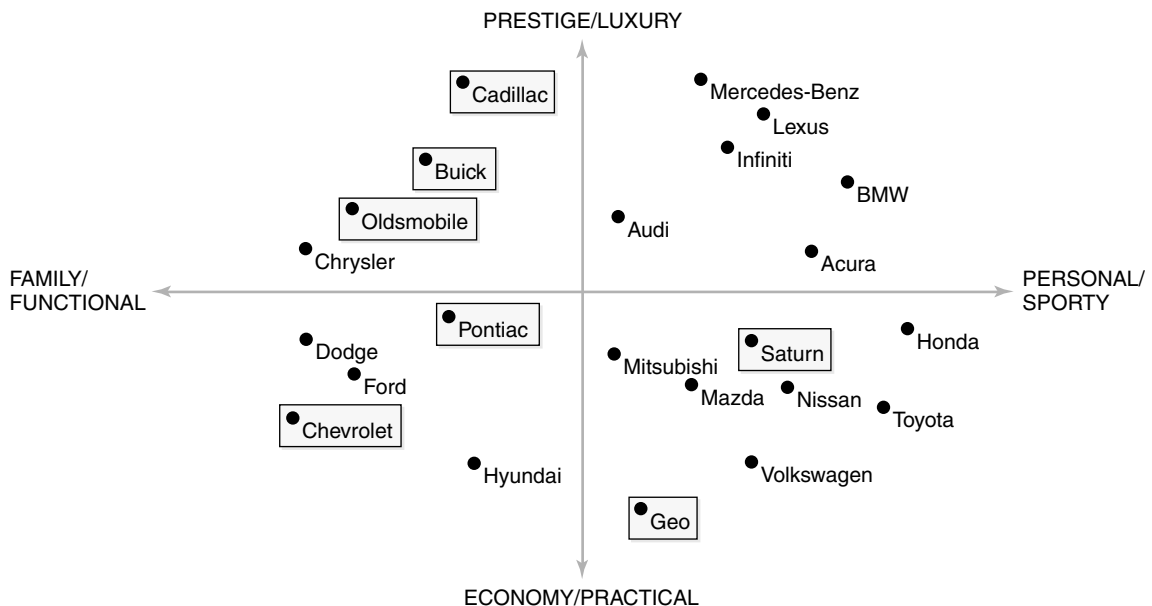 PRESTIGE/LUXURY
Cadillac
Mercedes-Benz
Lexus
Infiniti
Buick
BMW
Oldsmobile
Audi
Chrysler
Acura
FAMILY/
FUNCTIONAL
PERSONAL/
SPORTY
Pontiac
Honda
Dodge
Saturn
Mitsubishi
Ford
Mazda
Nissan
Toyota
Chevrolet
Hyundai
Volkswagen
Geo
ECONOMY/PRACTICAL